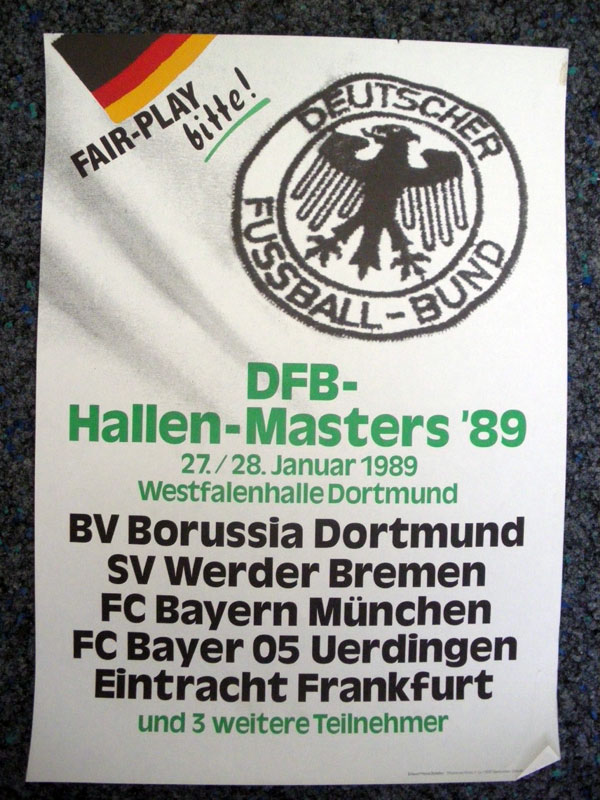 FAIR-PLAY
bitte!
DEUTSCHER
FUSSBALL-BUND
DFB-
Hallen-Masters '89
27./28. Januar 1989
Westfalenhalle Dortmund
BV Borussia Dortmund
SV Werder Bremen
FC Bayern München
FC Bayer 05 Uerdingen
Eintracht Frankfurt
und 3 weitere Teilnehmer